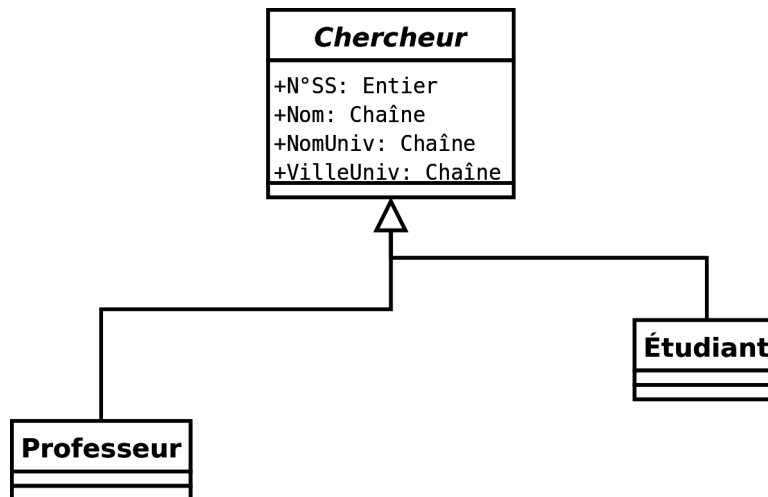 Chercheur
+N°SS: Entier
+Nom: Chaîne
+NomUniv: Chaîne
+VilleUniv: Chaîne
Étudiant
Professeur